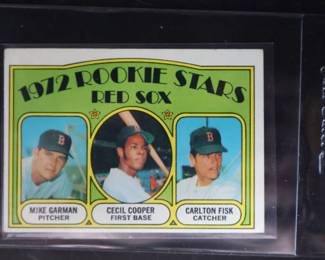 1972 ROOKIE STARS
RED SOX
B
B
B
MIKE GARMAN
PITCHER
CECIL COOPER
FIRST BASE
CARLTON FISK
CATCHER